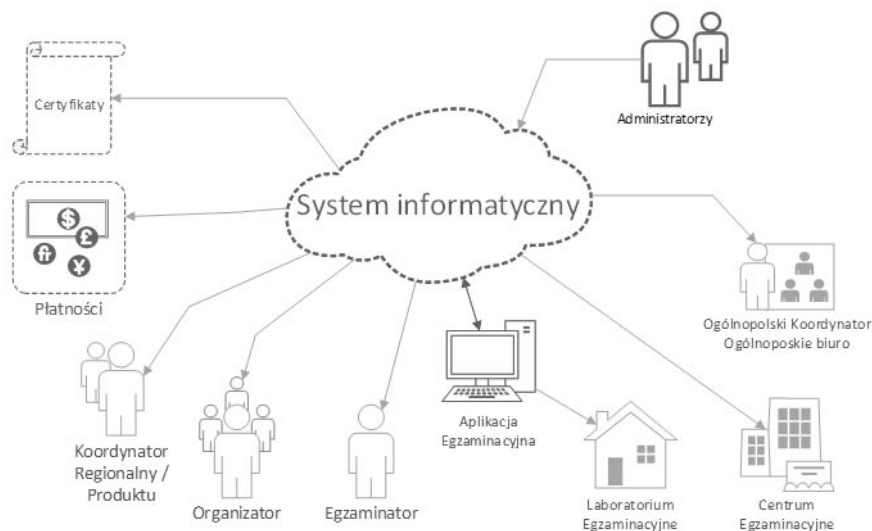 Certyfikaty
Administratorzy
System informatyczny
$
£
¥
Płatności
Ogólnopolski Koordynator
Ogólnoposkie biuro
Koordynator
Regionalny /
Produktu
Organizator
Egzaminator
Aplikacja
Egzaminacyjna
Laboratorium
Egzaminacyjne
Centrum
Egzaminacyjne